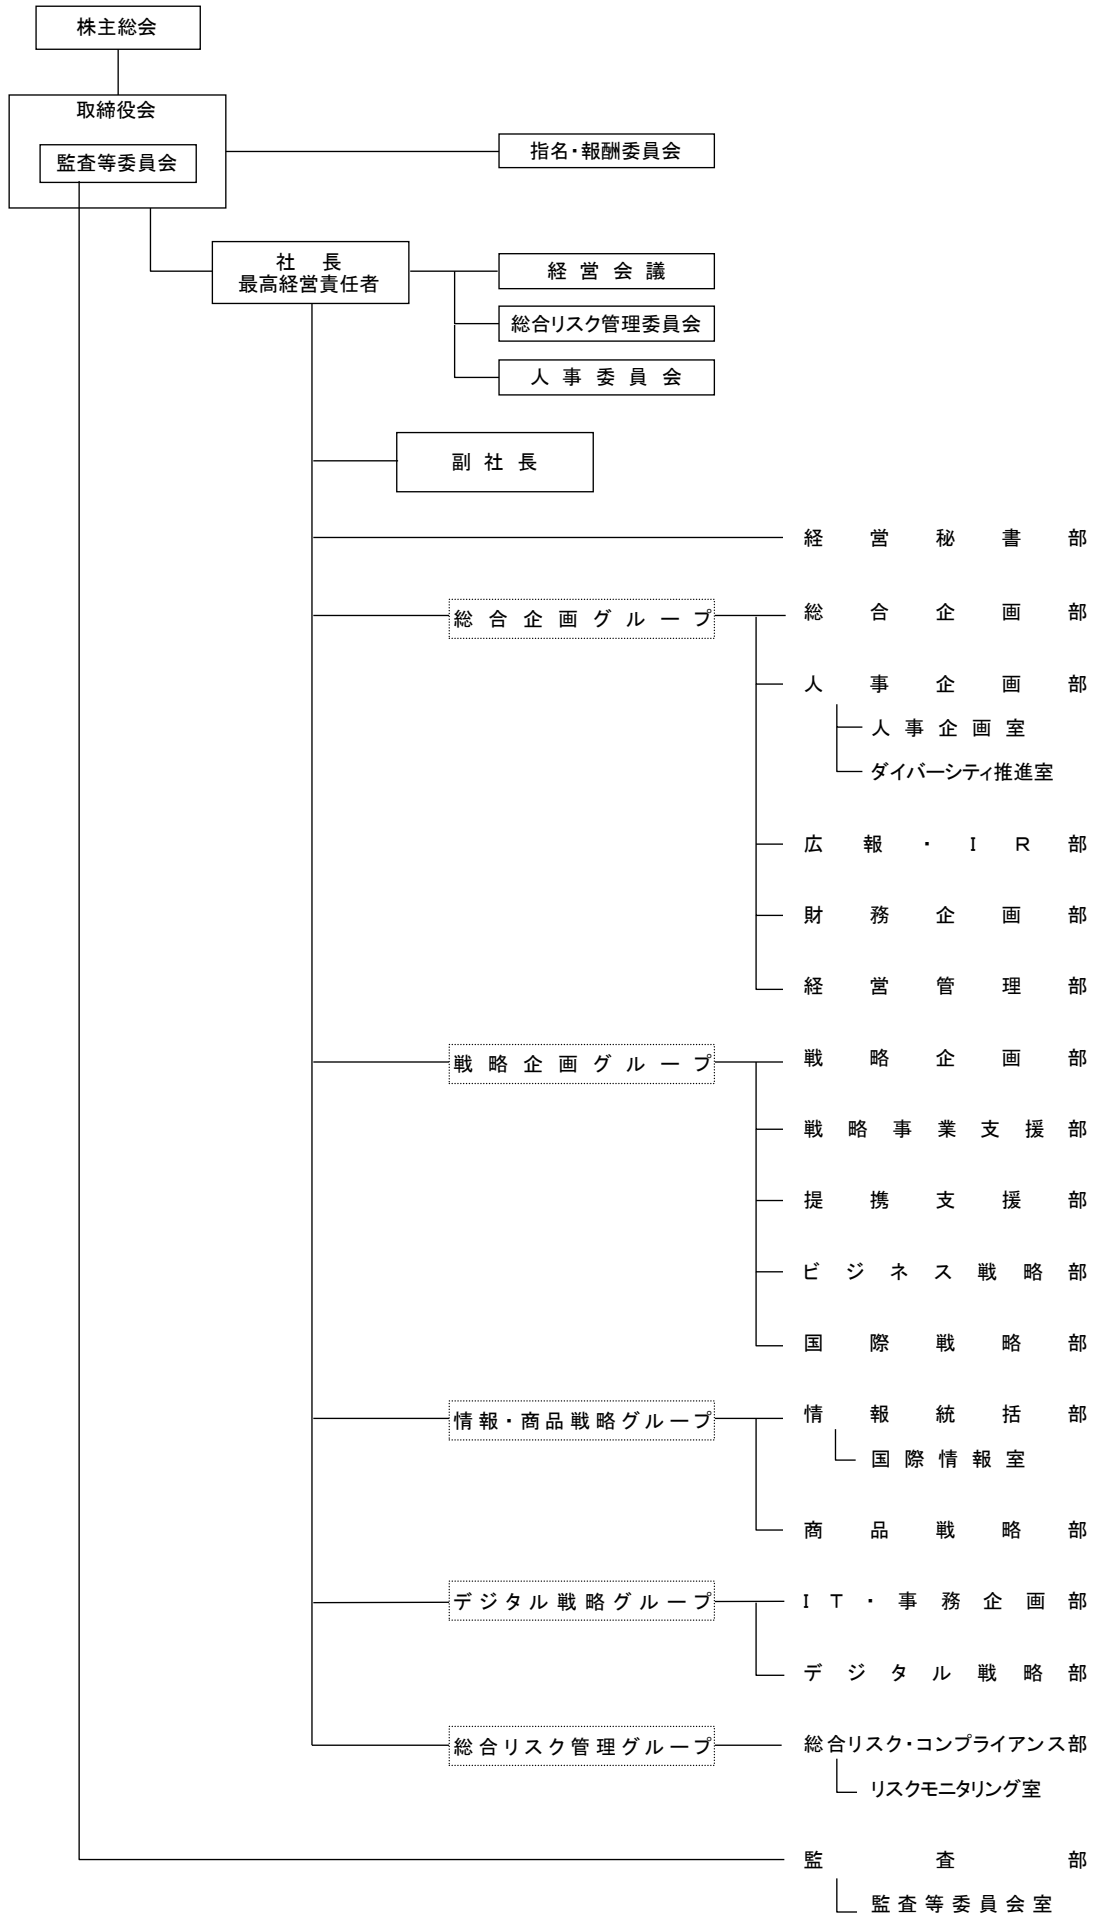 株主総会
取締役会
監査等委員会
指名・報酬委員会
社長
最高経営責任者
経営会議
総合リスク管理委員会
人事委員会
副社長
経営秘書部
総合企画グループ
総合企画部
人事企画部
人事企画室
ダイバーシティ推進室
広報・ＩＲ部
財務企画部
経営管理部
戦略企画グループ
戦略企画部
戦略事業支援部
提携支援部
ビジネス戦略部
国際戦略部
情報・商品戦略グループ
情報統括部
国際情報室
商品戦略部
デジタル戦略グループ
ＩＴ・事務企画部
デジタル戦略部
総合リスク管理グループ
総合リスク・コンプライアンス部
リスクモニタリング室
監査部
監査等委員会室